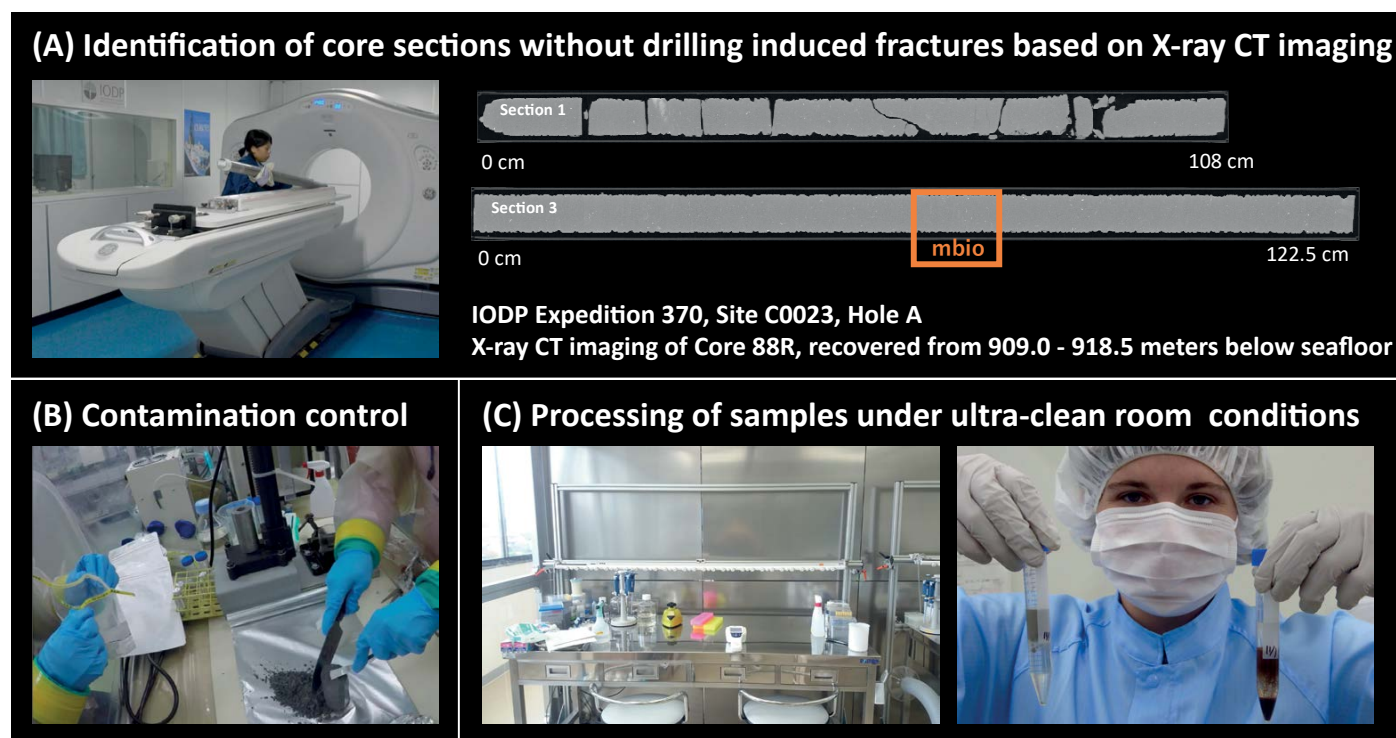 (A) Identification of core sections without drilling induced fractures based on X-ray CT imaging
IODP
Section 1
0 cm
108 cm
Section 3
mbio
0 cm
122.5 cm
IODP Expedition 370, Site C0023, Hole A
X-ray CT imaging of Core 88R, recovered from 909.0 - 918.5 meters below seafloor
(B) Contamination control
(C) Processing of samples under ultra-clean room conditions